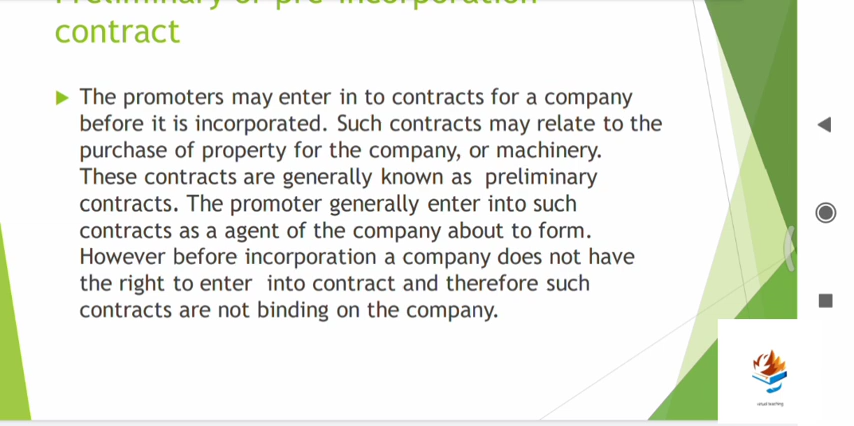 Preliminary or pre-incorporation
contract
The promoters may enter in to contracts for a company
before it is incorporated. Such contracts may relate to the
purchase of property for the company, or machinery.
These contracts are generally known as preliminary
contracts. The promoter generally enter into such
contracts as a agent of the company about to form.
However before incorporation a company does not have
the right to enter into contract and therefore such
contracts are not binding on the company.